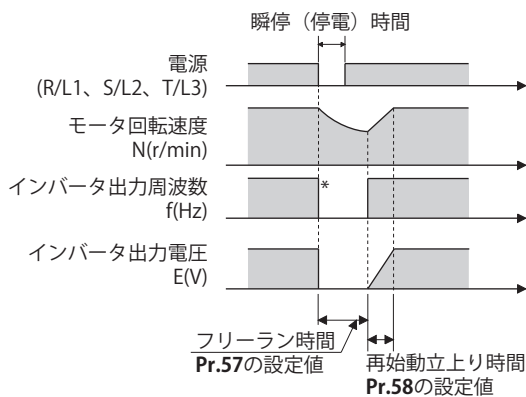 瞬停（停電）時間
電源
(R/L1、S/L2、T/L3)
モータ回転速度
N(r/min)
インバータ出力周波数
f(Hz)
*
インバータ出力電圧
E(V)
フリーラン時間
Pr.57の設定値
再始動立上り時間
Pr.58の設定値